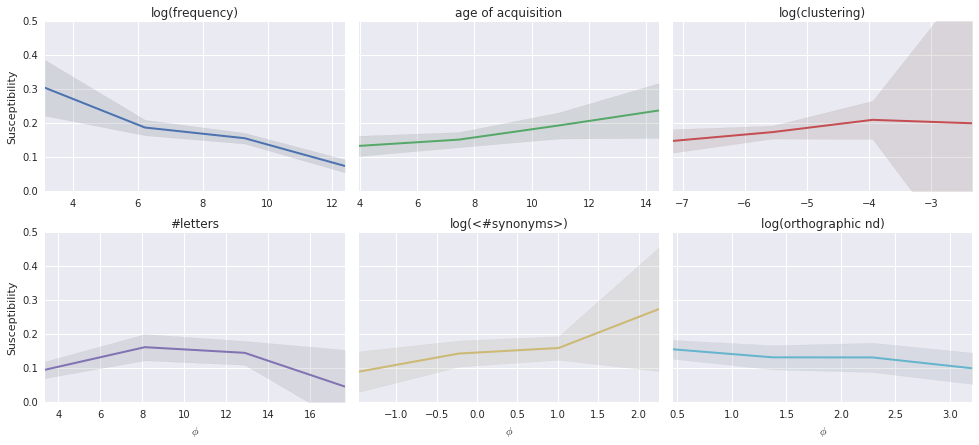 log(frequency)
age of acquisition
log(clustering)
Susceptibility
0.5
0.4
0.3
0.2
0.1
0.0
4 6 8 10 12
4 6 8 10 12 14
−7 −6 −5 −4 −3
#letters
log(<#synonyms>)
log(orthographic nd)
Susceptibility
0.5
0.4
0.3
0.2
0.1
0.0
4 6 8 10 12 14 16
−1.0 −0.5 0.0 0.5 1.0 1.5 2.0
0.5 1.0 1.5 2.0 2.5 3.0
ϕ
ϕ
ϕ